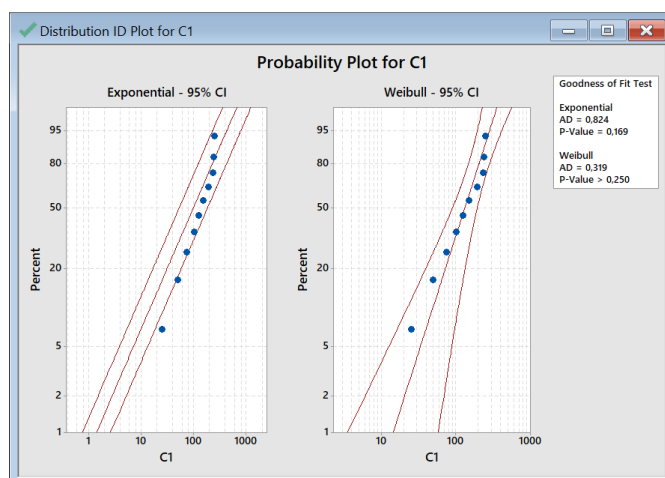 Distribution ID Plot for C1
Probability Plot for C1
Exponential - 95% CI
Weibull - 95% CI
Goodness of Fit Test
Exponential
AD = 0,824
P-Value = 0,169
Weibull
AD = 0,319
P-Value > 0,250
Percent
95
80
50
20
5
2
1
1
10
100
1000
C1
Percent
95
80
50
20
5
2
1
10
100
1000
C1